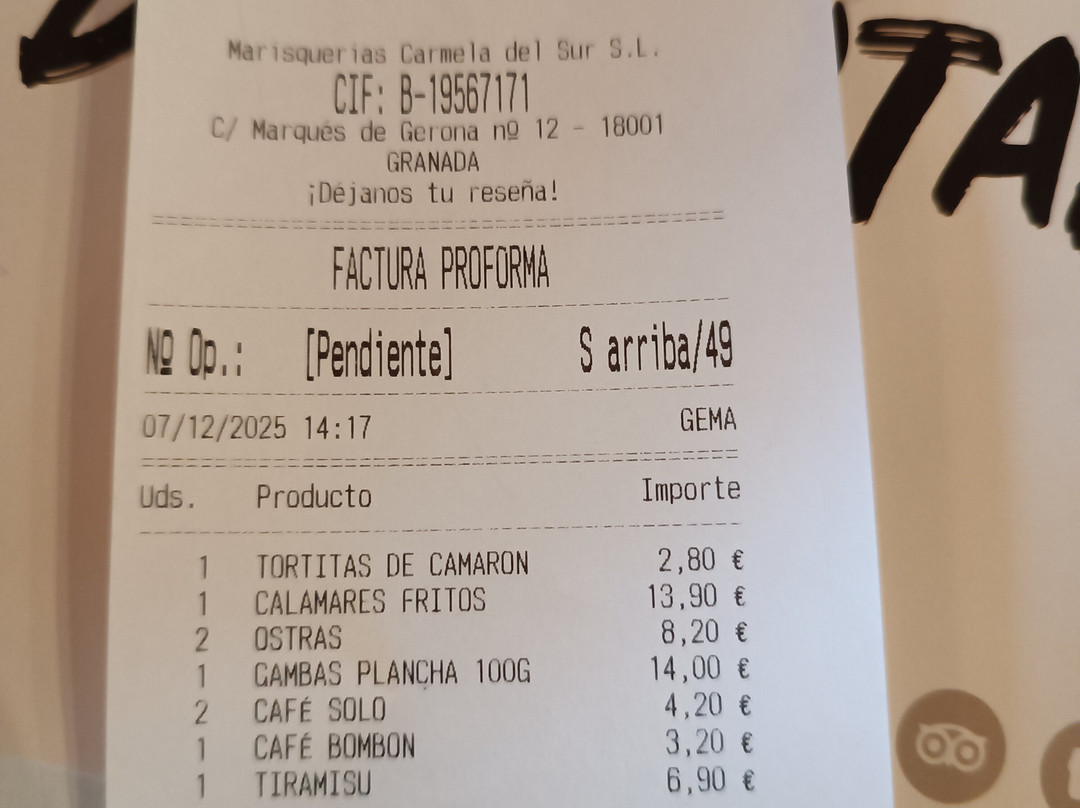 Marisquerias Carmela del Sur S.L.
CIF: B-19567171
C/ Marqués de Gerona nº 12 - 18001
GRANADA
¡Déjanos tu reseña!
FACTURA PROFORMA
Nº Op.: [Pendiente] S arriba/49
07/12/2025 14:17 GEMA
Uds. Producto Importe
1 TORTITAS DE CAMARON 2,80 €
1 CALAMARES FRITOS 13,90 €
2 OSTRAS 8,20 €
1 GAMBAS PLANCHA 100G 14,00 €
2 CAFÉ SOLO 4,20 €
1 CAFÉ BOMBON 3,20 €
1 TIRAMISU 6,90 €